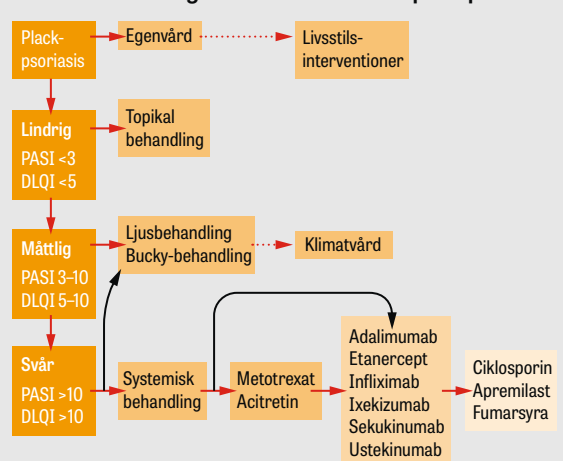 Plack-
psoriasis
Egenvård
Livsstils-
interventioner
Lindrig
PASI <3
DLQI <5
Topikal
behandling
Måttlig
PASI 3–10
DLQI 5–10
Ljusbehandling
Bucky-behandling
Klimatvård
Svår
PASI >10
DLQI >10
Systemisk
behandling
Metotrexat
Acitretin
Adalimumab
Etanercept
Infliximab
Ixekizumab
Sekukinumab
Ustekinumab
Ciklosporin
Apremilast
Fumarsyra